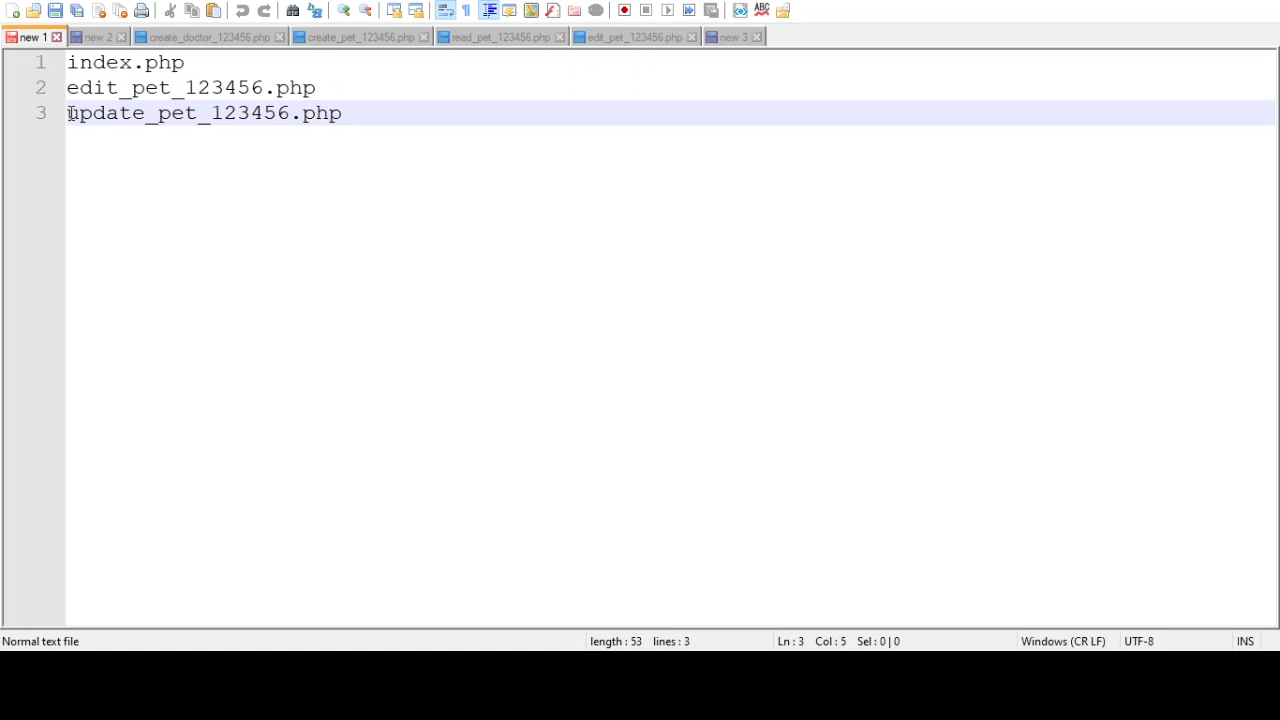 new 1 new 2 create_doctor_123456.php create_pet_123456.php read_pet_123456.php edit_pet_123456.php new 3
1 index.php
2 edit_pet_123456.php
3 update_pet_123456.php
Normal text file length : 53 lines : 3 Ln : 3 Col : 5 Sel : 0 | 0 Windows (CR LF) UTF-8 INS